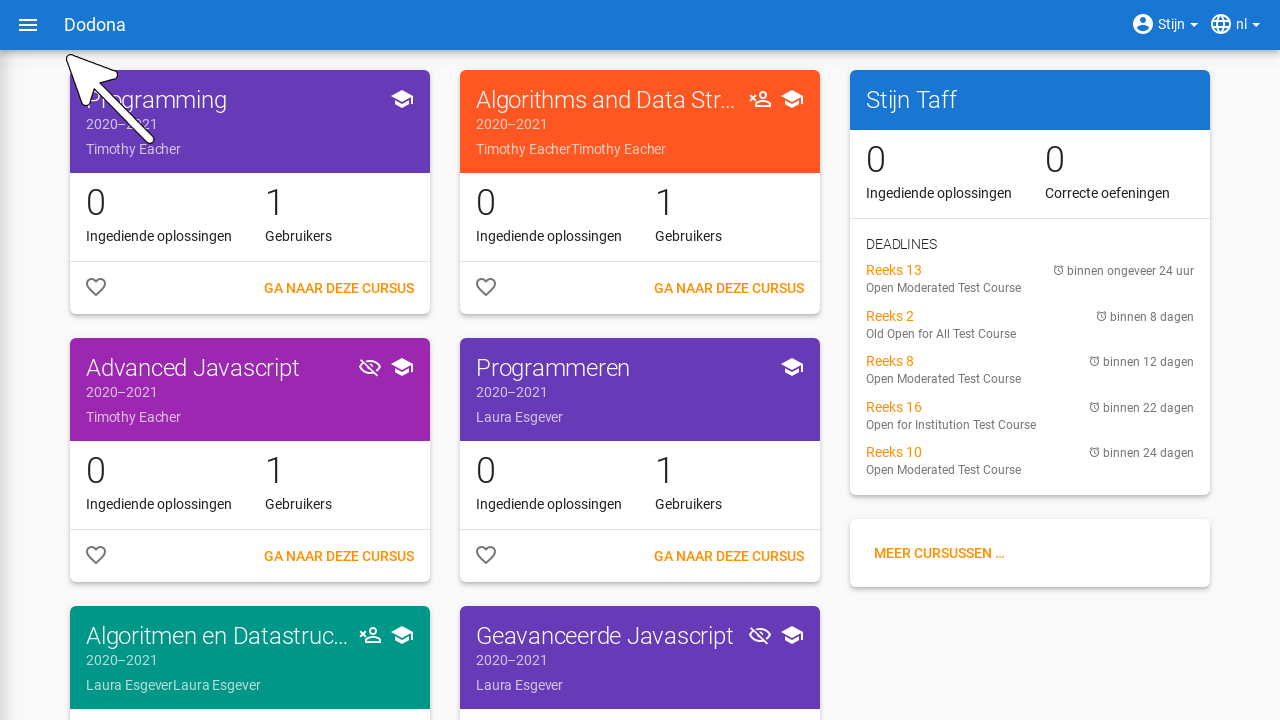 Dodona
Stijn
nl
Programming
2020–2021
Timothy Eacher
0
Ingediende oplossingen
1
Gebruikers
GA NAAR DEZE CURSUS
Algorithms and Data Str...
2020–2021
Timothy EacherTimothy Eacher
0
Ingediende oplossingen
1
Gebruikers
GA NAAR DEZE CURSUS
Advanced Javascript
2020–2021
Timothy Eacher
0
Ingediende oplossingen
1
Gebruikers
GA NAAR DEZE CURSUS
Programmeren
2020–2021
Laura Esgever
0
Ingediende oplossingen
1
Gebruikers
GA NAAR DEZE CURSUS
Algoritmen en Datastruc...
2020–2021
Laura EsgeverLaura Esgever
Geavanceerde Javascript
2020–2021
Laura Esgever
Stijn Taff
0
Ingediende oplossingen
0
Correcte oefeningen
DEADLINES
Reeks 13
binnen ongeveer 24 uur
Open Moderated Test Course
Reeks 2
binnen 8 dagen
Old Open for All Test Course
Reeks 8
binnen 12 dagen
Open Moderated Test Course
Reeks 16
binnen 22 dagen
Open for Institution Test Course
Reeks 10
binnen 24 dagen
Open Moderated Test Course
MEER CURSUSSEN ...